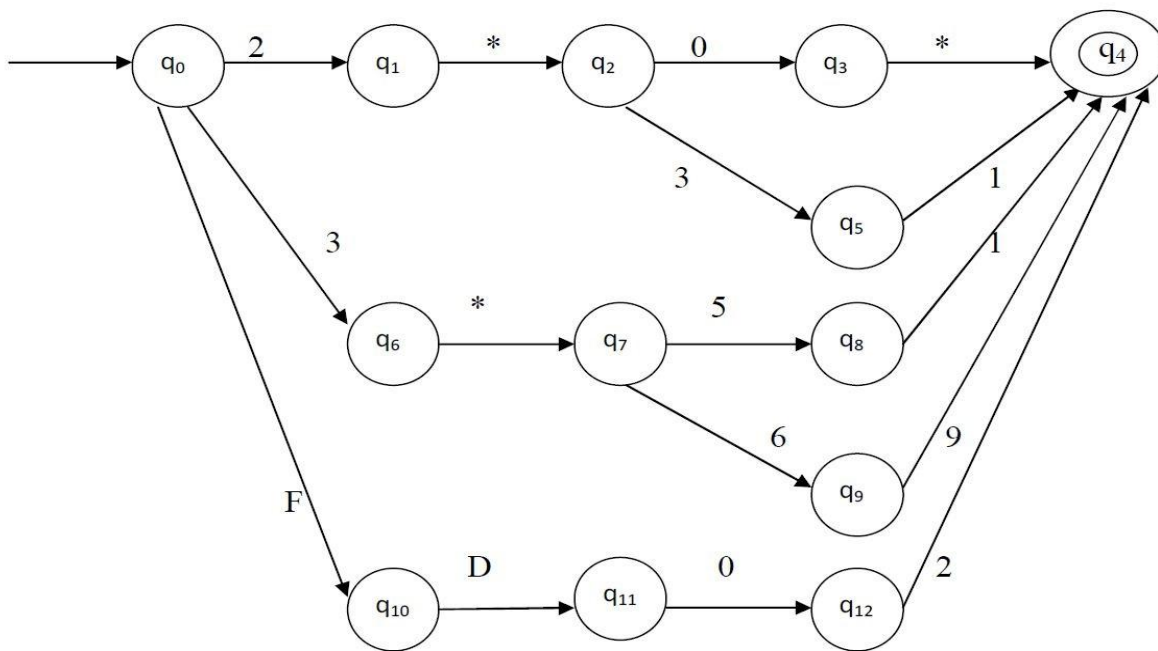 2 * 0 *
q₀ q₁ q₂ q₃ q₄
3 1
q₅
3 1
* 5
q₆ q₇ q₈
6 9
q₉
F
D 0 2
q₁₀ q₁₁ q₁₂